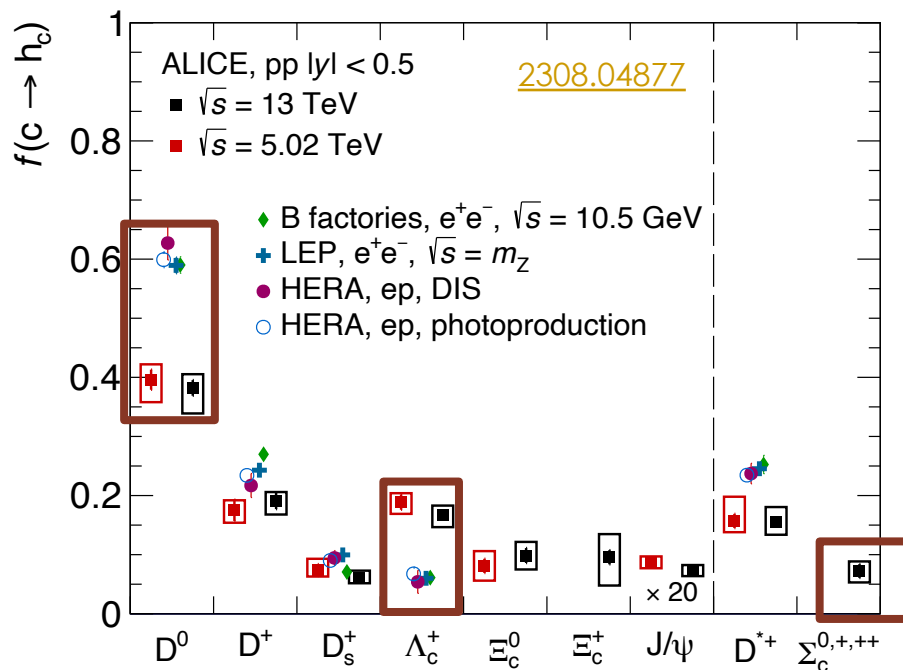 f(c → h_c)
1
0.8
0.6
0.4
0.2
0
ALICE, pp |y| < 0.5
2308.04877
√s = 13 TeV
√s = 5.02 TeV
B factories, e⁺e⁻, √s = 10.5 GeV
LEP, e⁺e⁻, √s = m_Z
HERA, ep, DIS
HERA, ep, photoproduction
× 20
D⁰ D⁺ D_s⁺ Λ_c⁺ Ξ_c⁰ Ξ_c⁺ J/ψ D*⁺ Σ_c^{0,+,++}